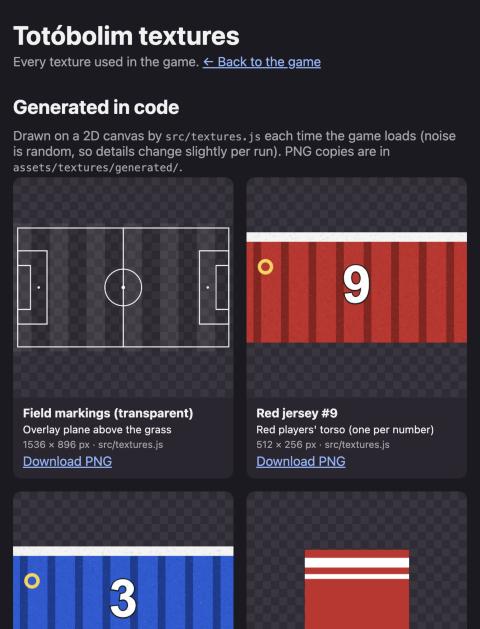 Totóbolim textures
Every texture used in the game. ← Back to the game
Generated in code
Drawn on a 2D canvas by src/textures.js each time the game loads (noise
is random, so details change slightly per run). PNG copies are in
assets/textures/generated/.
9
Field markings (transparent)
Overlay plane above the grass
1536 × 896 px · src/textures.js
Download PNG
Red jersey #9
Red players' torso (one per number)
512 × 256 px · src/textures.js
Download PNG
3